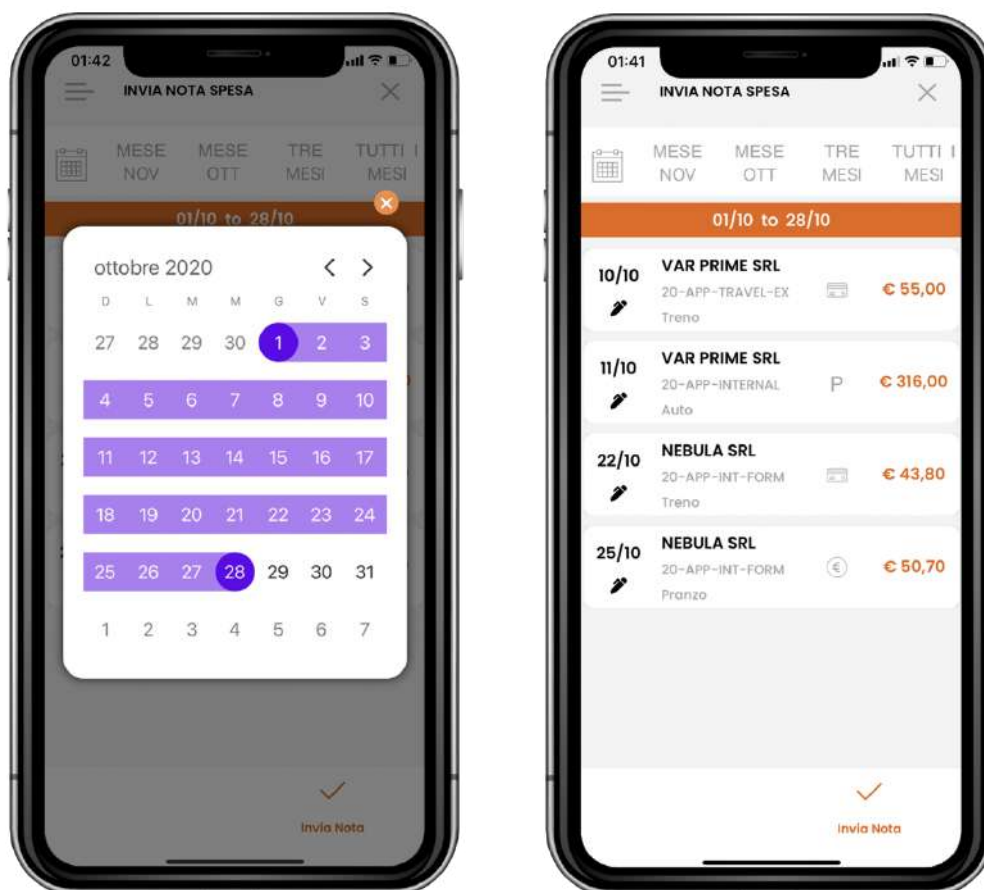 01:42
INVIA NOTA SPESA
MESE NOV
MESE OTT
TRE MESI
TUTTI I MESI
01/10 to 28/10
ottobre 2020
D L M M G V S
27 28 29 30 1 2 3
4 5 6 7 8 9 10
11 12 13 14 15 16 17
18 19 20 21 22 23 24
25 26 27 28 29 30 31
1 2 3 4 5 6 7
Invia Nota
01:41
INVIA NOTA SPESA
MESE NOV
MESE OTT
TRE MESI
TUTTI I MESI
01/10 to 28/10
10/10
VAR PRIME SRL
20-APP-TRAVEL-EX
Treno
€ 55,00
11/10
VAR PRIME SRL
20-APP-INTERNAL
Auto
P
€ 316,00
22/10
NEBULA SRL
20-APP-INT-FORM
Treno
€ 43,80
25/10
NEBULA SRL
20-APP-INT-FORM
Pranzo
€
€ 50,70
Invia Nota